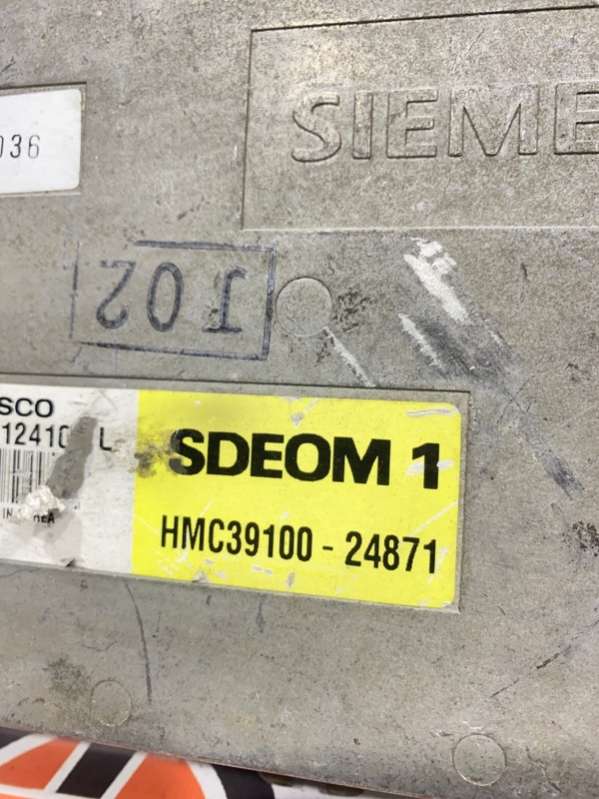 SIEME
036
J02
SCO
SDEOM 1
HMC39100 - 24871